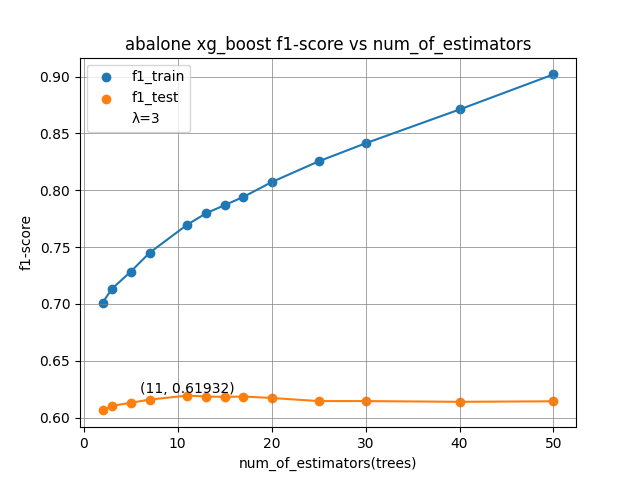 abalone xg_boost f1-score vs num_of_estimators
f1_train
f1_test
λ=3
f1-score
0.90
0.85
0.80
0.75
0.70
0.65
0.60
(11, 0.61932)
0 10 20 30 40 50
num_of_estimators(trees)